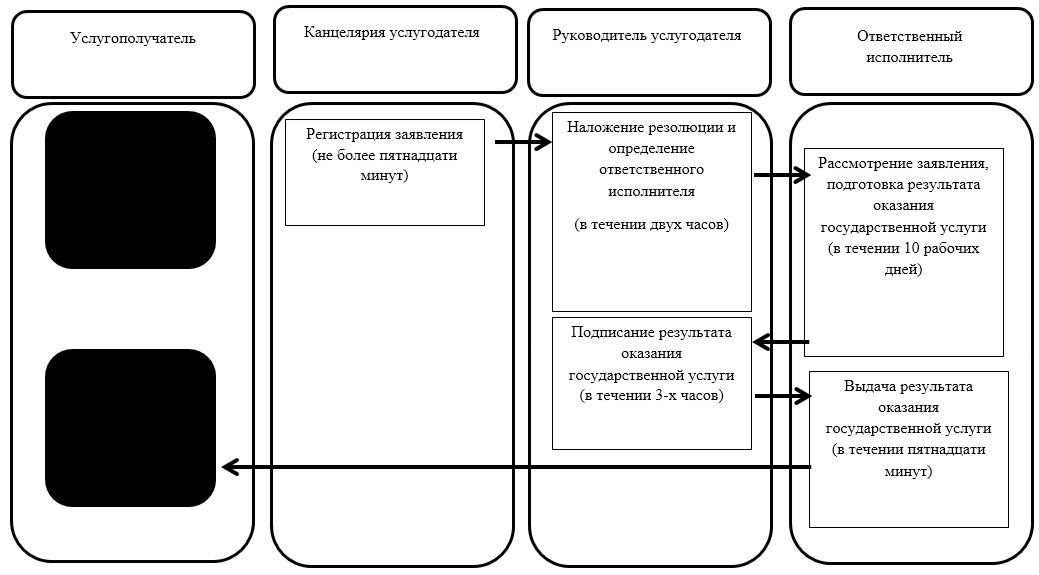 Услугополучатель
Канцелярия услугодателя
Руководитель услугодателя
Ответственный
исполнитель
Регистрация заявления
(не более пятнадцати
минут)
Наложение резолюции и
определение
ответственного
исполнителя
(в течении двух часов)
Рассмотрение заявления,
подготовка результата
оказания
государственной услуги
(в течении 10 рабочих
дней)
Подписание результата
оказания
государственной услуги
(в течении 3-х часов)
Выдача результата
оказания
государственной услуги
(в течении пятнадцати
минут)